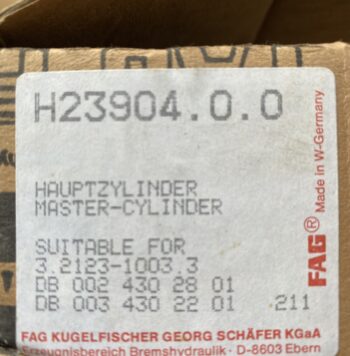 H23904.0.0
HAUPTZYLINDER
MASTER-CYLINDER
SUITABLE FOR
3.2123-1003.3
DB 002 430 28 01
DB 003 430 22 01 .211
FAG® Made in W-Germany
FAG KUGELFISCHER GEORG SCHÄFER KGaA
Erzeugnisbereich Bremshydraulik · D-8603 Ebern